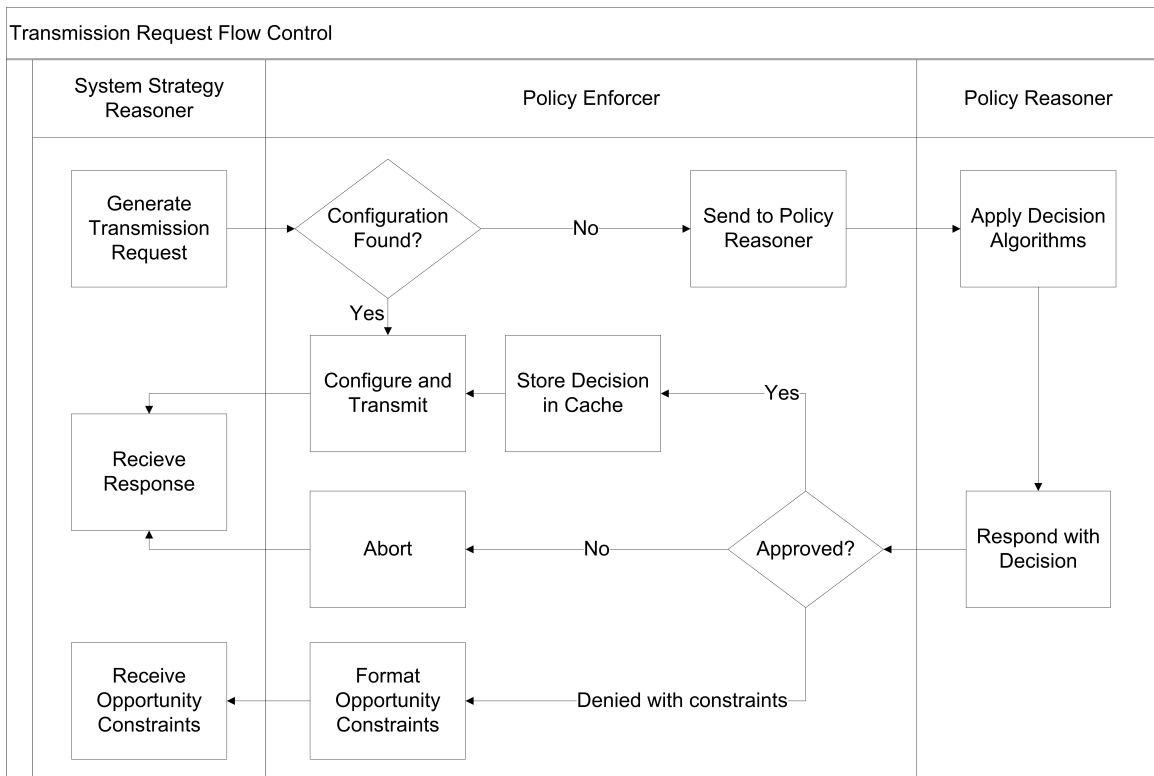 Transmission Request Flow Control
System Strategy
Reasoner
Policy Enforcer
Policy Reasoner
Generate
Transmission
Request
Configuration
Found?
No
Send to Policy
Reasoner
Apply Decision
Algorithms
Yes
Configure and
Transmit
Store Decision
in Cache
Yes
Recieve
Response
Abort
No
Approved?
Respond with
Decision
Receive
Opportunity
Constraints
Format
Opportunity
Constraints
Denied with constraints